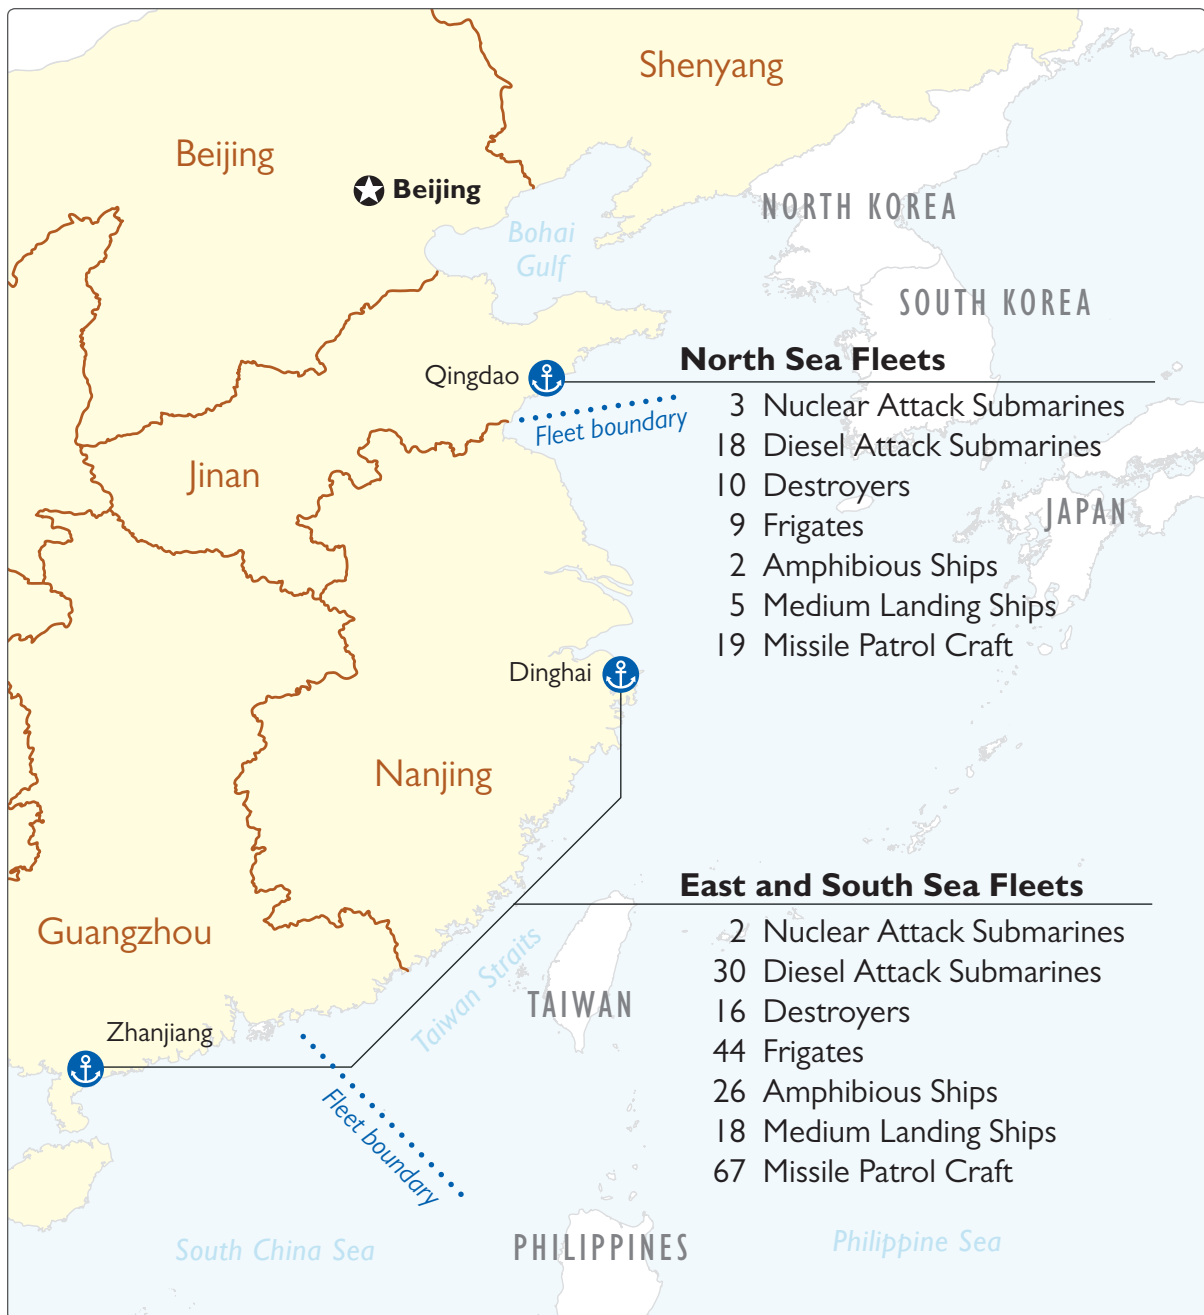 Shenyang
Beijing
Beijing
NORTH KOREA
Bohai
Gulf
SOUTH KOREA
North Sea Fleets
Qingdao
3 Nuclear Attack Submarines
Fleet boundary
18 Diesel Attack Submarines
Jinan
10 Destroyers
JAPAN
9 Frigates
2 Amphibious Ships
5 Medium Landing Ships
19 Missile Patrol Craft
Dinghai
Nanjing
East and South Sea Fleets
Guangzhou
2 Nuclear Attack Submarines
30 Diesel Attack Submarines
Taiwan Straits
TAIWAN
16 Destroyers
Zhanjiang
44 Frigates
26 Amphibious Ships
Fleet boundary
18 Medium Landing Ships
67 Missile Patrol Craft
South China Sea
PHILIPPINES
Philippine Sea